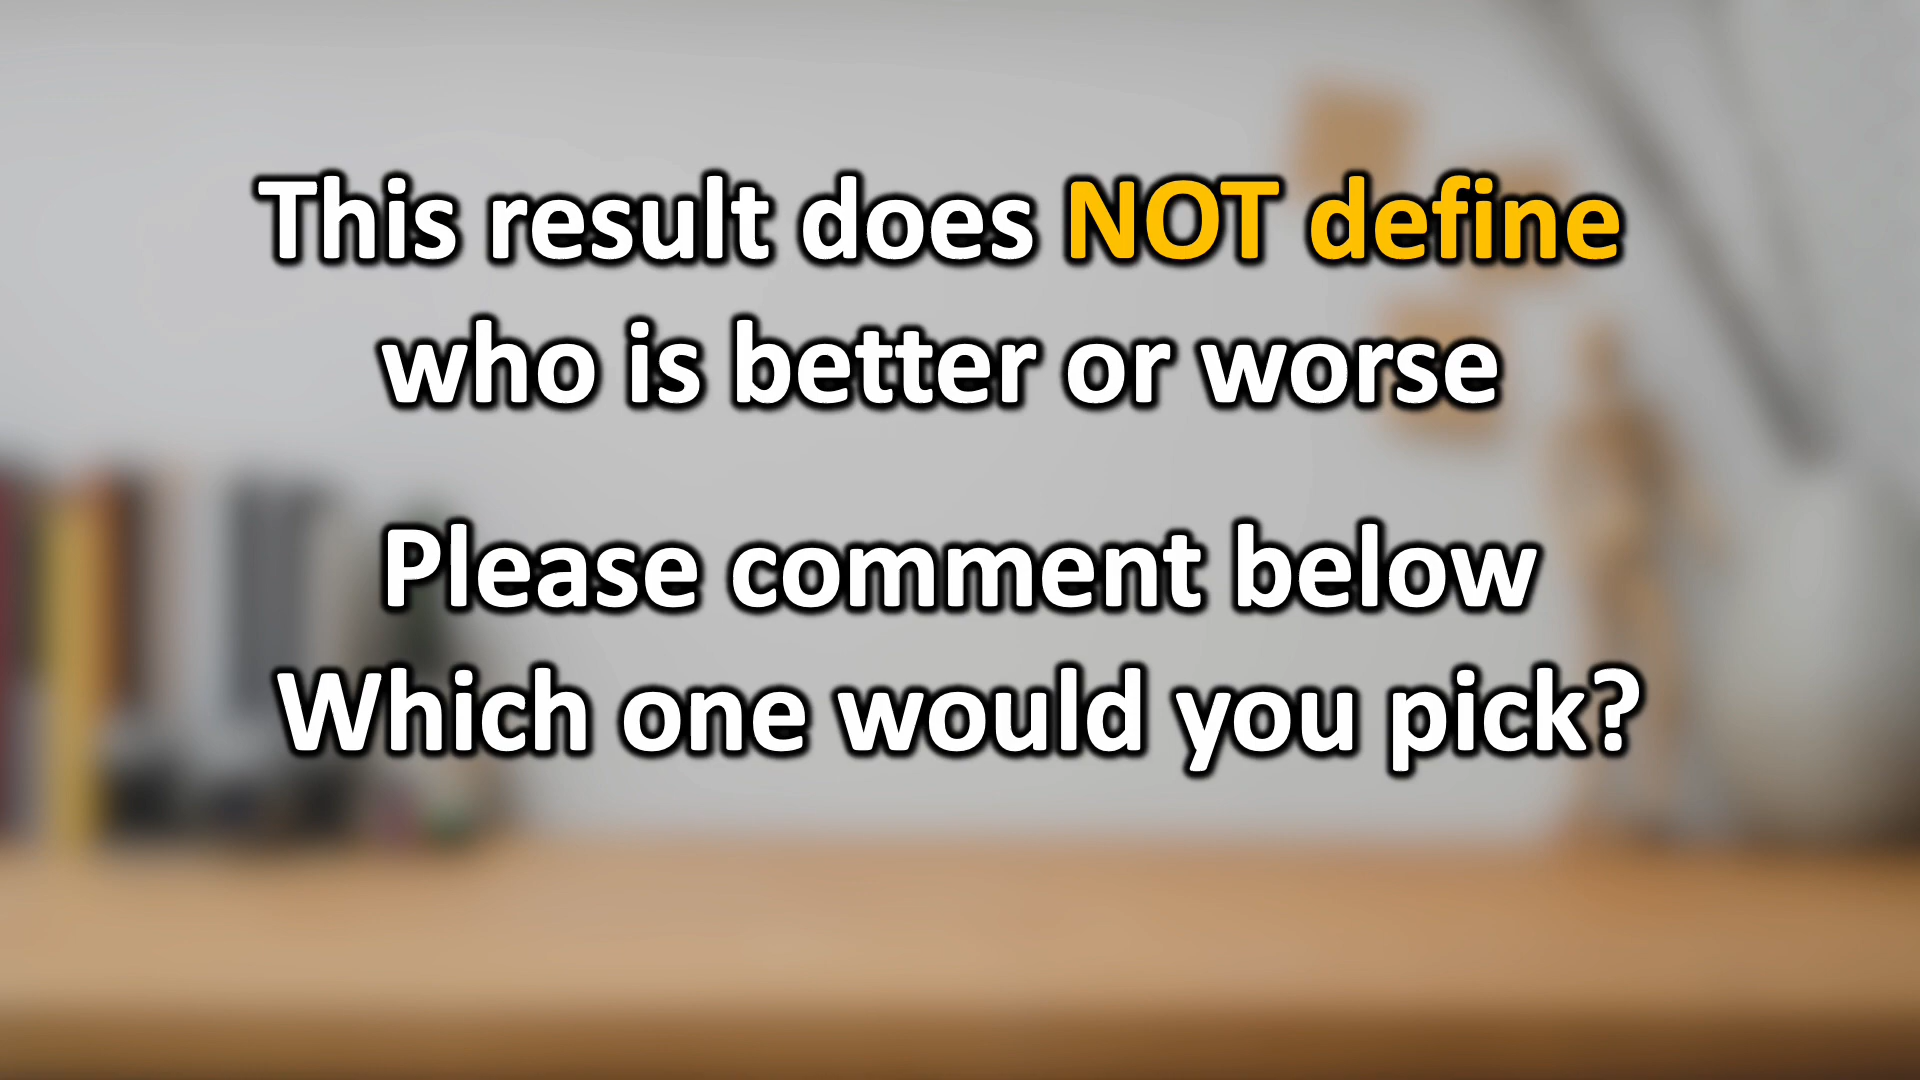 This result does NOT define
who is better or worse
Please comment below
Which one would you pick?